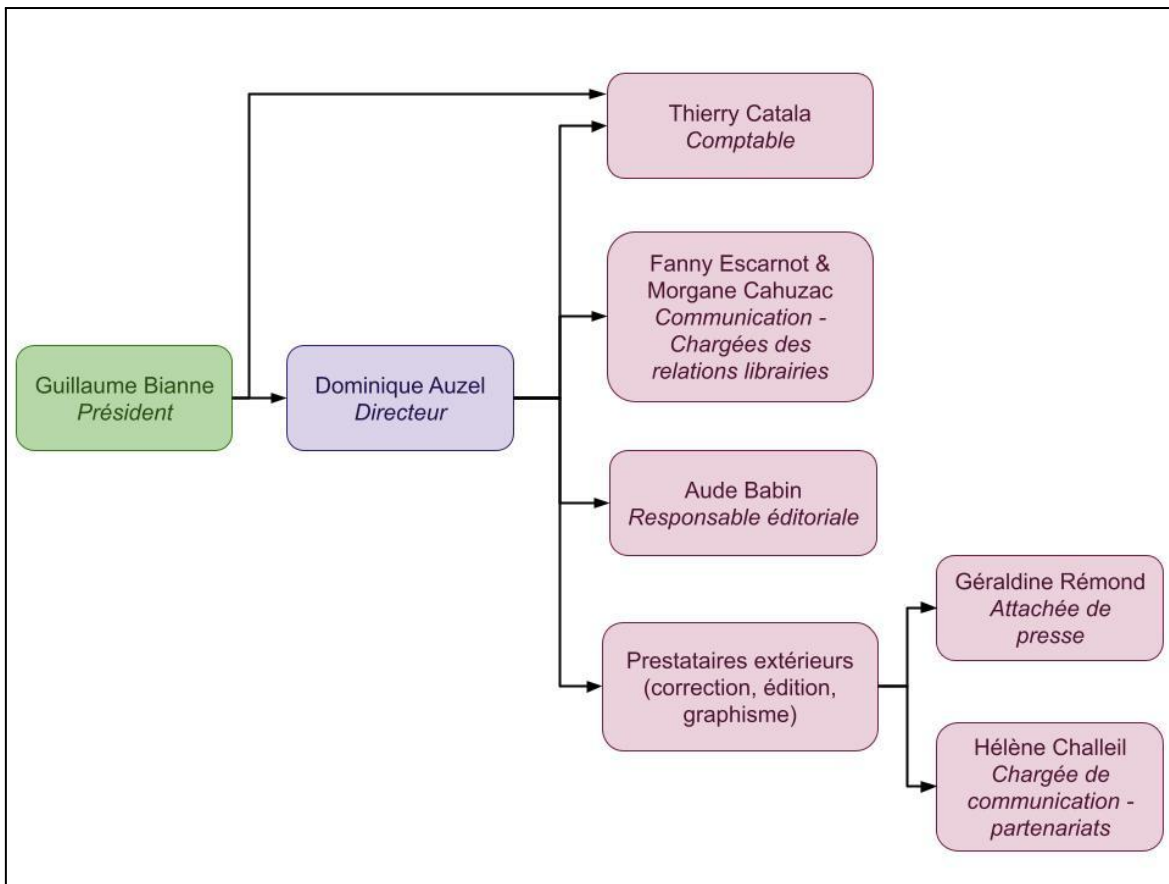 Thierry Catala
Comptable
Fanny Escarnot &
Morgane Cahuzac
Communication -
Chargées des
relations librairies
Guillaume Bianne
Président
Dominique Auzel
Directeur
Aude Babin
Responsable éditoriale
Prestataires extérieurs
(correction, édition,
graphisme)
Géraldine Rémond
Attachée de
presse
Hélène Challeil
Chargée de
communication -
partenariats